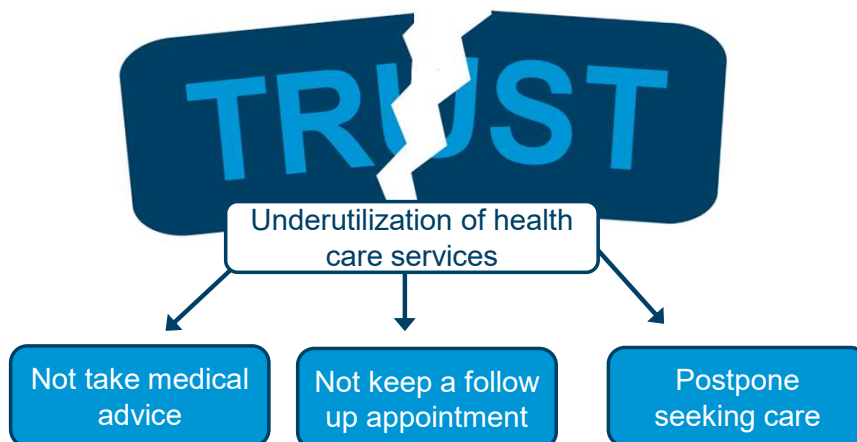 TRUST
Underutilization of health
care services
Not take medical
advice
Not keep a follow
up appointment
Postpone
seeking care